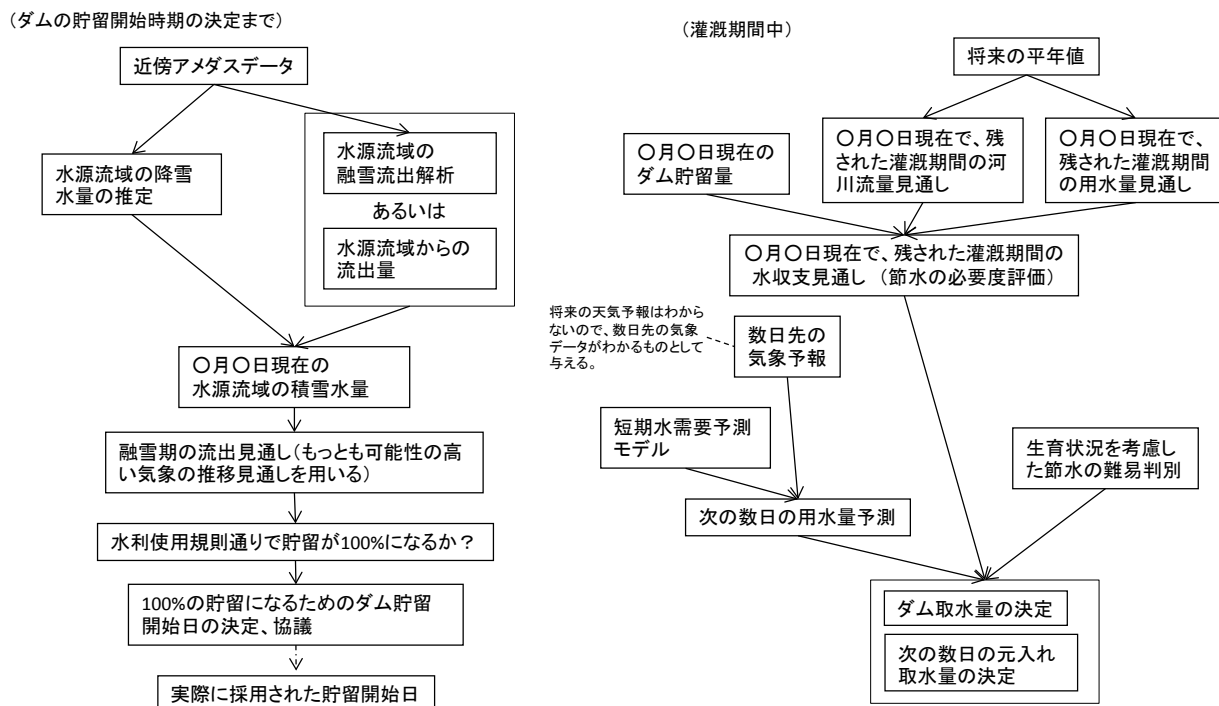 （ダムの貯留開始時期の決定まで）
近傍アメダスデータ
水源流域の降雪
水量の推定
水源流域の
融雪流出解析
あるいは
水源流域からの
流出量
〇月〇日現在の
水源流域の積雪水量
融雪期の流出見通し（もっとも可能性の高
い気象の推移見通しを用いる）
水利使用規則通りで貯留が100%になるか？
100%の貯留になるためのダム貯留
開始日の決定、協議
実際に採用された貯留開始日
（灌漑期間中）
将来の平年値
〇月〇日現在の
ダム貯留量
〇月〇日現在で、残
された灌漑期間の河
川流量見通し
〇月〇日現在で、
残された灌漑期間
の用水量見通し
〇月〇日現在で、残された灌漑期間の
水収支見通し （節水の必要度評価）
将来の天気予報はわから
ないので、数日先の気象
データがわかるものとして
与える。
数日先の
気象予報
短期水需要予測
モデル
生育状況を考慮し
た節水の難易判別
次の数日の用水量予測
ダム取水量の決定
次の数日の元入れ
取水量の決定